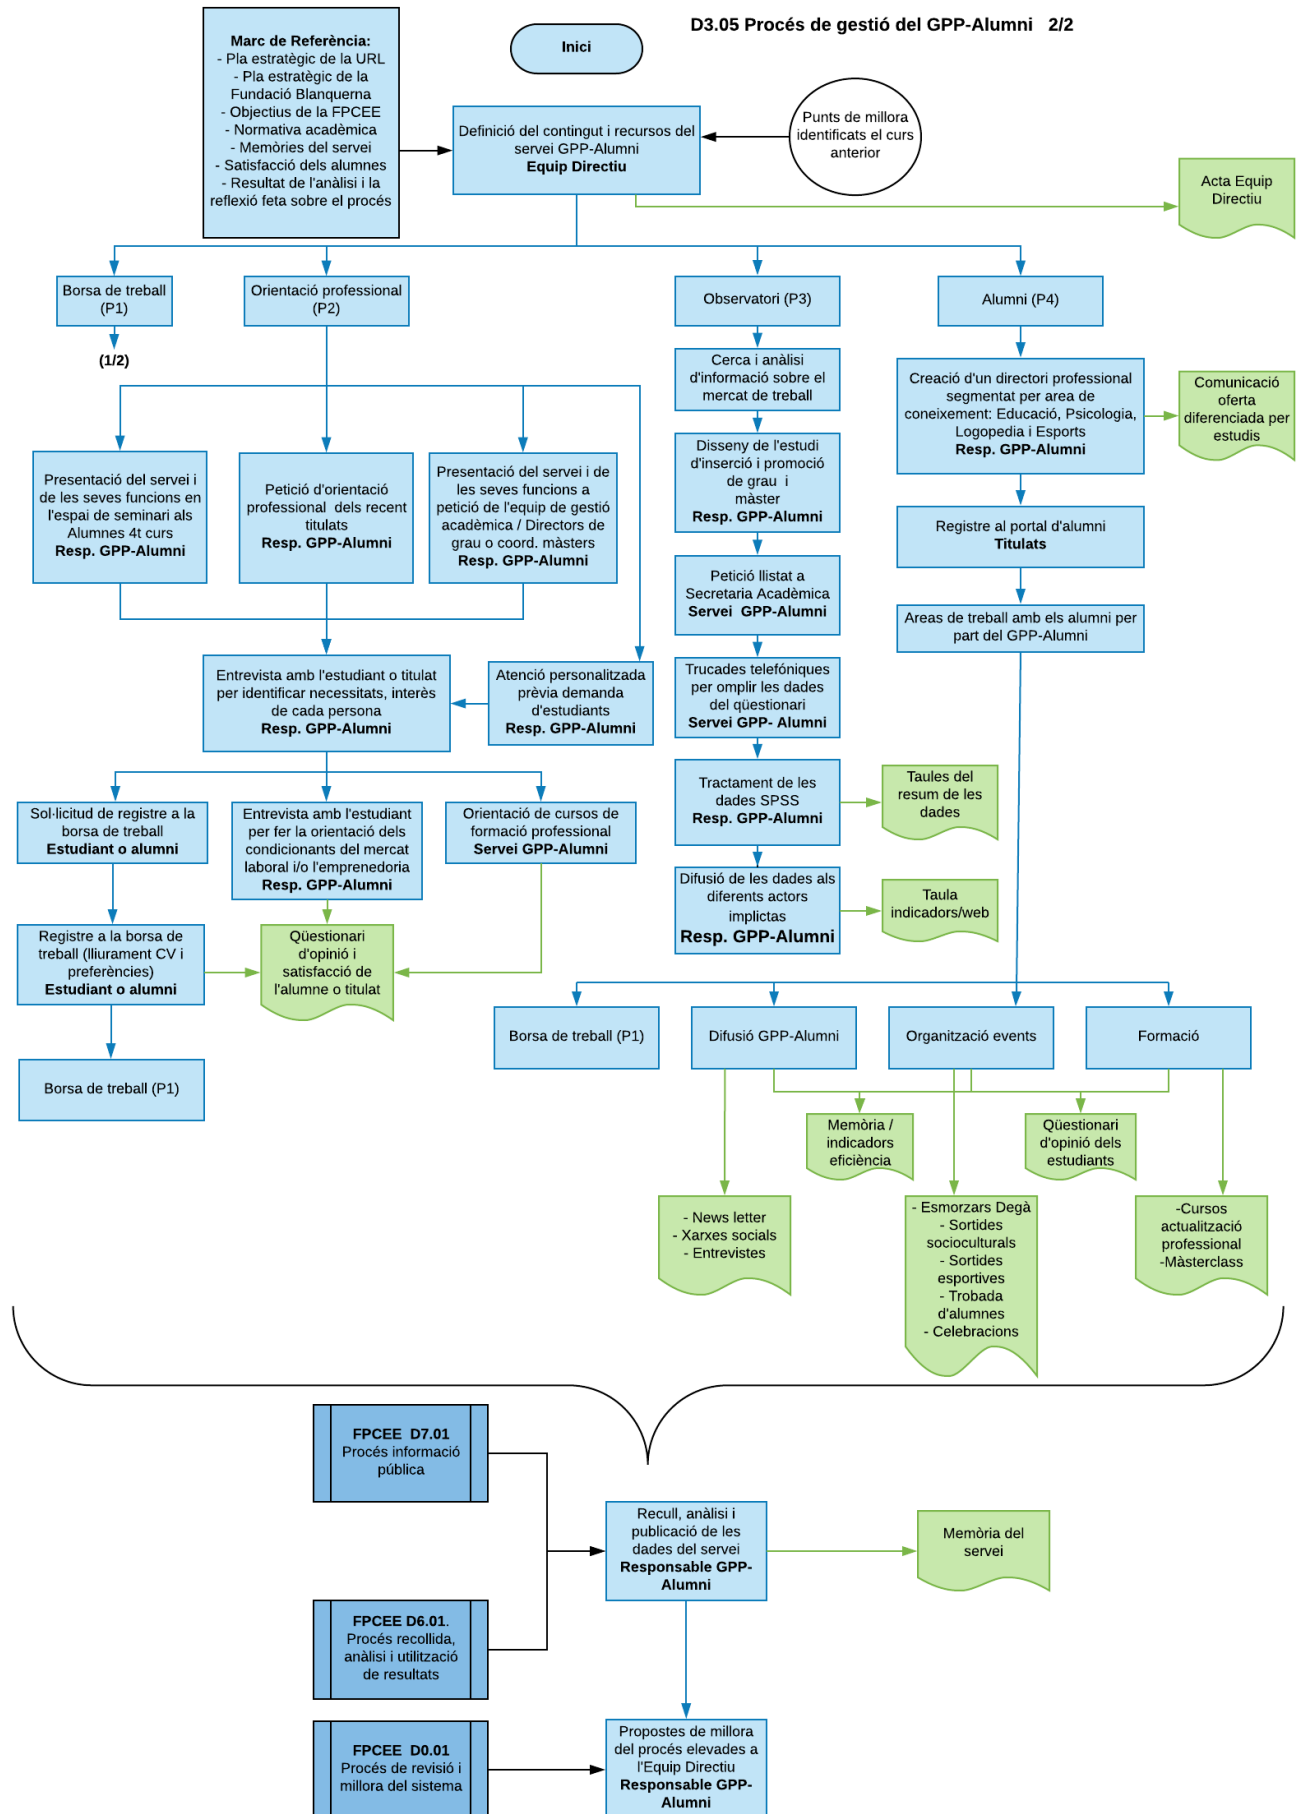 D3.05 Procés de gestió del GPP-Alumni   2/2
Marc de Referència:
- Pla estratègic de la URL
- Pla estratègic de la
Fundació Blanquerna
- Objectius de la FPCEE
- Normativa acadèmica
- Memòries del servei
- Satisfacció dels alumnes
- Resultat de l'anàlisi i la
reflexió feta sobre el procés
Inici
Definició del contingut i recursos del
servei GPP-Alumni
Equip Directiu
Punts de millora
identificats el curs
anterior
Acta Equip
Directiu
Borsa de treball
(P1)
(1/2)
Orientació professional
(P2)
Observatori (P3)
Alumni (P4)
Cerca i anàlisi
d'informació sobre el
mercat de treball
Creació d'un directori professional
segmentat per area de
coneixement: Educació, Psicologia,
Logopedia i Esports
Resp. GPP-Alumni
Comunicació
oferta
diferenciada per
estudis
Presentació del servei i
de les seves funcions en
l'espai de seminari als
Alumnes 4t curs
Resp. GPP-Alumni
Petició d'orientació
professional  dels recent
titulats
Resp. GPP-Alumni
Presentació del servei i de
les seves funcions a
petició de l'equip de gestió
acadèmica / Directors de
grau o coord. màsters
Resp. GPP-Alumni
Disseny de l'estudi
d'inserció i promoció
de grau  i
màster
Resp. GPP-Alumni
Registre al portal d'alumni
Titulats
Petició llistat a
Secretaria Acadèmica
Servei  GPP-Alumni
Areas de treball amb els alumni per
part del GPP-Alumni
Entrevista amb l'estudiant o titulat
per identificar necessitats, interès
de cada persona
Resp. GPP-Alumni
Atenció personalitzada
prèvia demanda
d'estudiants
Resp. GPP-Alumni
Trucades telefóniques
per omplir les dades
del qüestionari
Servei GPP- Alumni
Tractament de les
dades SPSS
Resp. GPP-Alumni
Taules del
resum de les
dades
Sol·licitud de registre a la
borsa de treball
Estudiant o alumni
Entrevista amb l'estudiant
per fer la orientació dels
condicionants del mercat
laboral i/o l'emprenedoria
Resp. GPP-Alumni
Orientació de cursos de
formació professional
Servei GPP-Alumni
Difusió de les dades als
diferents actors
implictas
Resp. GPP-Alumni
Taula
indicadors/web
Registre a la borsa de
treball (lliurament CV i
preferències)
Estudiant o alumni
Qüestionari
d'opinió i
satisfacció de
l'alumne o titulat
Borsa de treball (P1)
Borsa de treball (P1)
Difusió GPP-Alumni
Organització events
Formació
Memòria /
indicadors
eficiència
Qüestionari
d'opinió dels
estudiants
- News letter
- Xarxes socials
- Entrevistes
- Esmorzars Degà
- Sortides
socioculturals
- Sortides
esportives
- Trobada
d'alumnes
- Celebracions
-Cursos
actualització
professional
-Màsterclass
FPCEE  D7.01
Procés informació
pública
Recull, anàlisi i
publicació de les
dades del servei
Responsable GPP-
Alumni
Memòria del
servei
FPCEE D6.01.
Procés recollida,
anàlisi i utilització
de resultats
FPCEE  D0.01
Procés de revisió i
millora del sistema
Propostes de millora
del procés elevades a
l'Equip Directiu
Responsable GPP-
Alumni